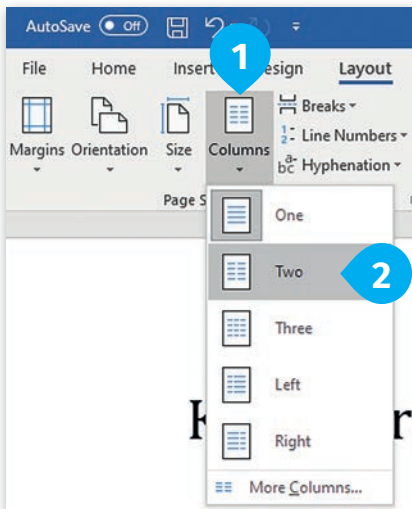 AutoSave Off
1
File Home Insert Design Layout
Breaks
Line Numbers
Hyphenation
Margins Orientation Size Columns
Page S
One
Two 2
Three
Left
Right
More Columns...